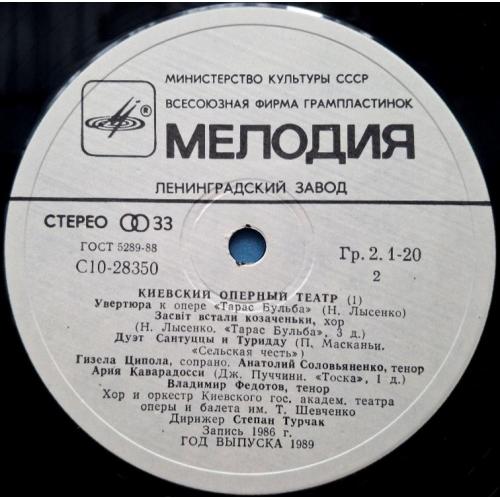 МИНИСТЕРСТВО КУЛЬТУРЫ СССР
ВСЕСОЮЗНАЯ ФИРМА ГРАМПЛАСТИНОК
®
МЕЛОДИЯ
ЛЕНИНГРАДСКИЙ ЗАВОД
СТЕРЕО 33
ГОСТ 5289-88
С10-28350
Гр. 2. 1-20
2
КИЕВСКИЙ ОПЕРНЫЙ ТЕАТР (1)
Увертюра к опере «Тарас Бульба» (Н. Лысенко)
Засвіт встали козаченьки, хор
(Н. Лысенко. «Тарас Бульба», 3 д.)
Дуэт Сантуццы и Туридду (П. Масканьи.
«Сельская честь»)
Гизела Ципола, сопрано. Анатолий Соловьяненко, тенор
Ария Каварадосси (Дж. Пуччини. «Тоска», 1 д.)
Владимир Федотов, тенор
Хор и оркестр Киевского гос. академ. театра
оперы и балета им. Т. Шевченко
Дирижер Степан Турчак
Запись 1986 г.
ГОД ВЫПУСКА 1989